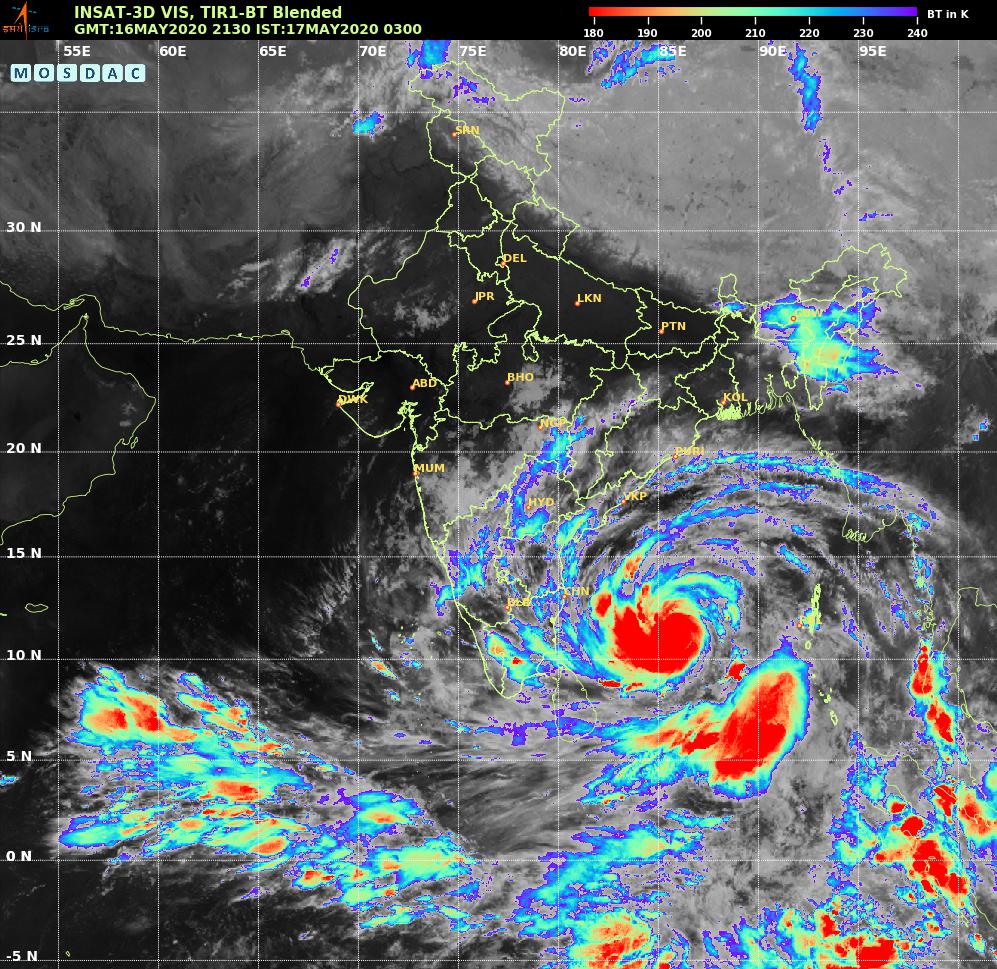 INSAT-3D VIS, TIR1-BT Blended
GMT:16MAY2020 2130 IST:17MAY2020 0300
BT in K
180 190 200 210 220 230 240
55E 60E 65E 70E 75E 80E 85E 90E 95E
MOSDAC
SRN
30 N
DEL
JPR
LKN
GUW
PTN
25 N
BHO
ABD
DWK
KOL
NGP
20 N
PURI
MUM
VKP
HYD
15 N
CHN
BLR
10 N
5 N
0 N
-5 N